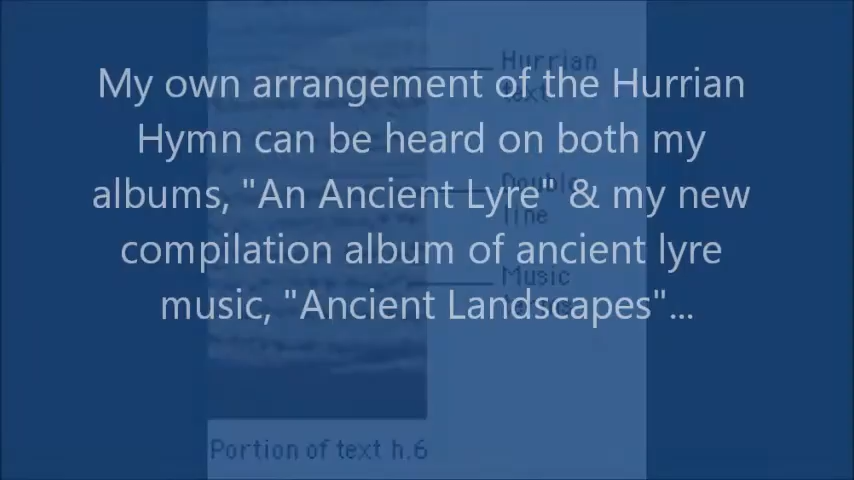 My own arrangement of the Hurrian
Hymn can be heard on both my
albums, "An Ancient Lyre" & my new
compilation album of ancient lyre
music, "Ancient Landscapes"...
Hurrian
text
Double
line
Music
Portion of text h.6